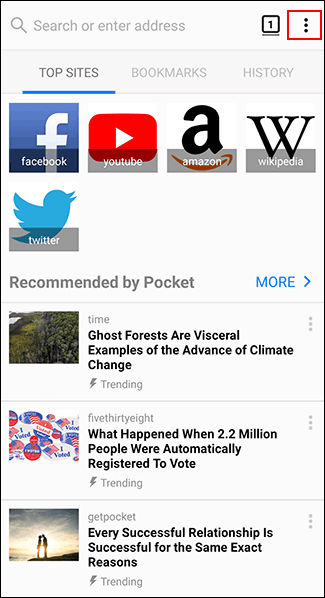 Search or enter address 1
TOP SITES BOOKMARKS HISTORY
facebook youtube amazon wikipedia
twitter
Recommended by Pocket MORE
time
Ghost Forests Are Visceral
Examples of the Advance of Climate
Change
Trending
fivethirtyeight
What Happened When 2.2 Million
People Were Automatically
Registered To Vote
Trending
I Voted
getpocket
Every Successful Relationship Is
Successful for the Same Exact
Reasons
Trending